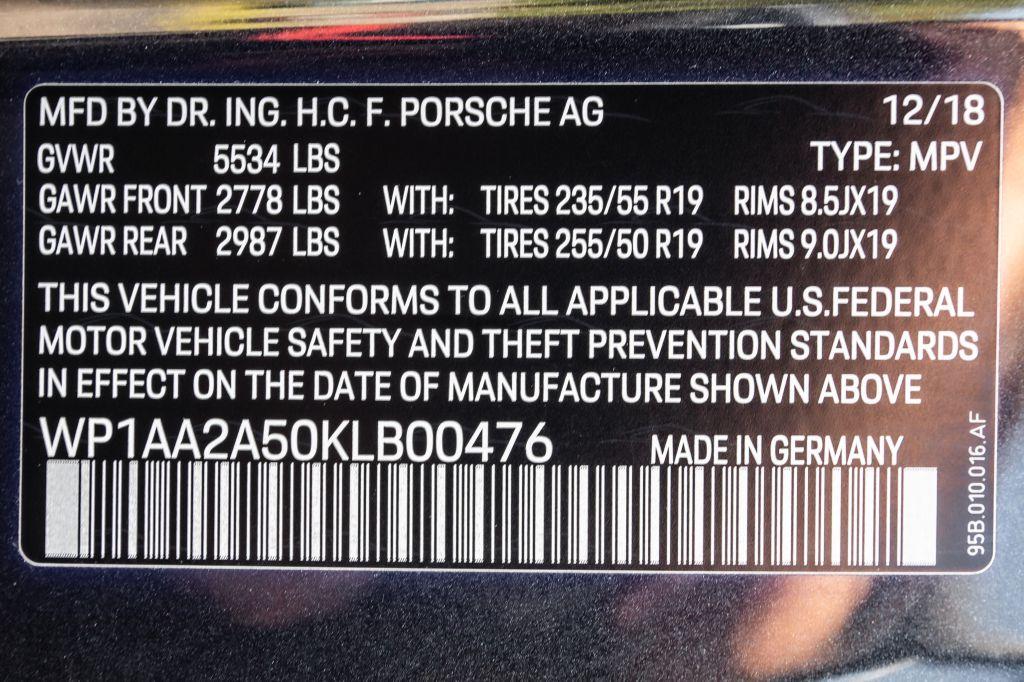 MFD BY DR. ING. H.C. F. PORSCHE AG 12/18
GVWR 5534 LBS TYPE: MPV
GAWR FRONT 2778 LBS WITH: TIRES 235/55 R19 RIMS 8.5JX19
GAWR REAR 2987 LBS WITH: TIRES 255/50 R19 RIMS 9.0JX19
THIS VEHICLE CONFORMS TO ALL APPLICABLE U.S.FEDERAL
MOTOR VEHICLE SAFETY AND THEFT PREVENTION STANDARDS
IN EFFECT ON THE DATE OF MANUFACTURE SHOWN ABOVE
WP1AA2A50KLB00476 MADE IN GERMANY
95B.010.016.AF